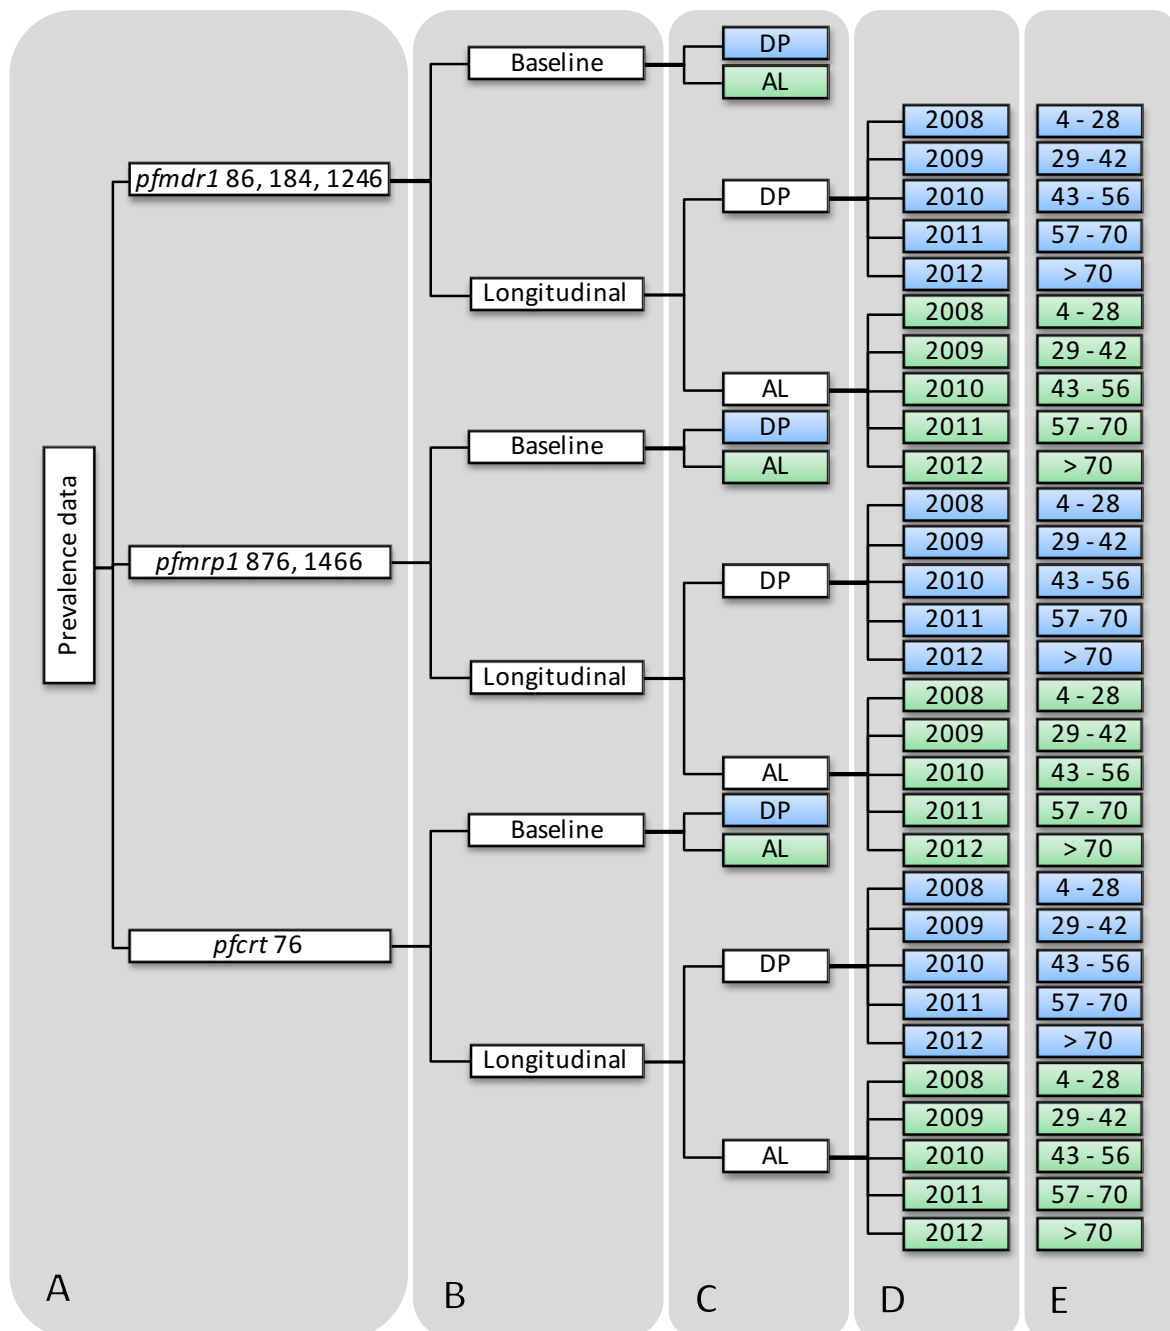 Prevalence data
pfmdr1 86, 184, 1246
pfmrp1 876, 1466
pfcrt 76
A
Baseline
Longitudinal
Baseline
Longitudinal
Baseline
Longitudinal
B
DP
AL
DP
AL
DP
AL
DP
AL
DP
AL
DP
AL
C
2008
2009
2010
2011
2012
2008
2009
2010
2011
2012
2008
2009
2010
2011
2012
2008
2009
2010
2011
2012
2008
2009
2010
2011
2012
2008
2009
2010
2011
2012
D
4 - 28
29 - 42
43 - 56
57 - 70
> 70
4 - 28
29 - 42
43 - 56
57 - 70
> 70
4 - 28
29 - 42
43 - 56
57 - 70
> 70
4 - 28
29 - 42
43 - 56
57 - 70
> 70
4 - 28
29 - 42
43 - 56
57 - 70
> 70
4 - 28
29 - 42
43 - 56
57 - 70
> 70
E